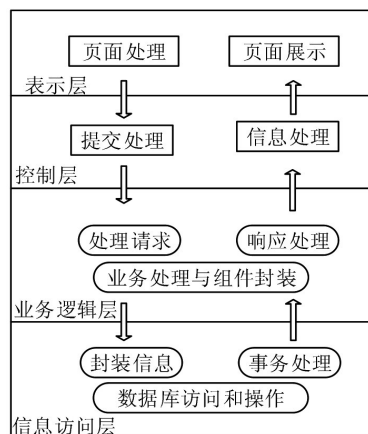 页面处理 页面展示
表示层
提交处理 信息处理
控制层
处理请求 响应处理
业务处理与组件封装
业务逻辑层
封装信息 事务处理
数据库访问和操作
信息访问层